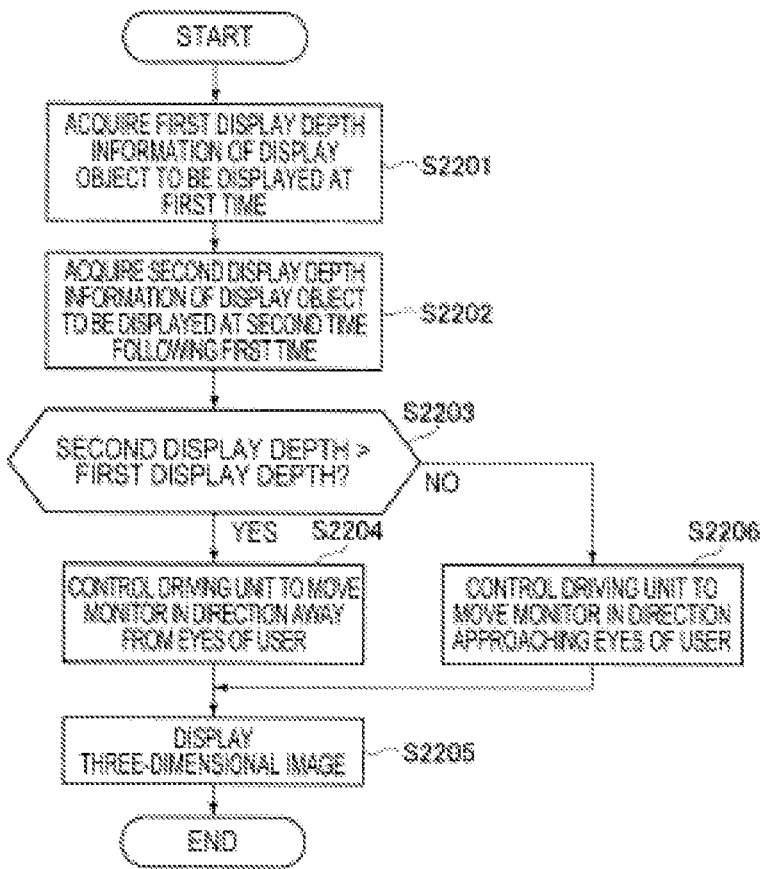 START
ACQUIRE FIRST DISPLAY DEPTH
INFORMATION OF DISPLAY
OBJECT TO BE DISPLAYED AT
FIRST TIME
S2201
ACQUIRE SECOND DISPLAY DEPTH
INFORMATION OF DISPLAY OBJECT
TO BE DISPLAYED AT SECOND TIME
FOLLOWING FIRST TIME
S2202
S2203
SECOND DISPLAY DEPTH >
FIRST DISPLAY DEPTH?
NO
YES
S2204
S2206
CONTROL DRIVING UNIT TO MOVE
MONITOR IN DIRECTION AWAY
FROM EYES OF USER
CONTROL DRIVING UNIT TO
MOVE MONITOR IN DIRECTION
APPROACHING EYES OF USER
DISPLAY
THREE-DIMENSIONAL IMAGE
S2205
END